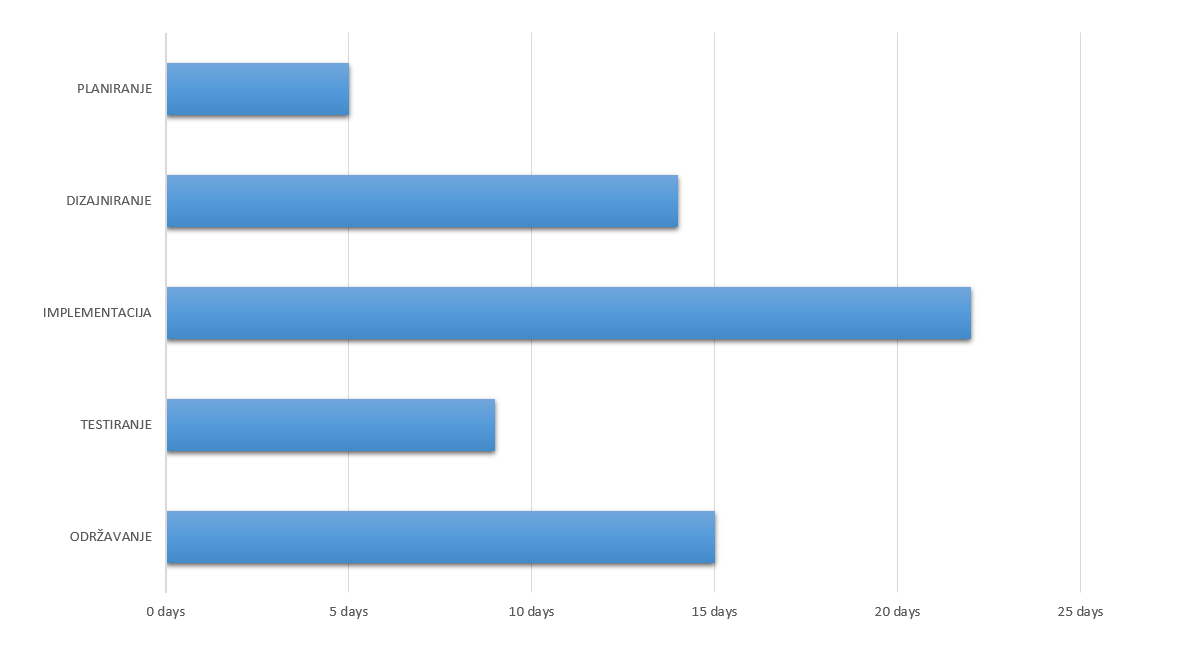 PLANIRANJE
DIZAJNIRANJE
IMPLEMENTACIJA
TESTIRANJE
ODRŽAVANJE
0 days 5 days 10 days 15 days 20 days 25 days